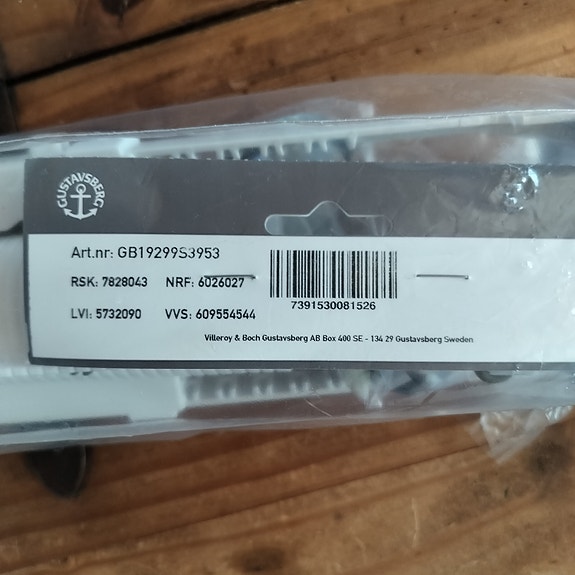 GUSTAVSBERG
Art.nr: GB19299S3953
RSK: 7828043 NRF: 6026027
LVI: 5732090 VVS: 609554544
7391530081526
Villeroy & Boch Gustavsberg AB Box 400 SE - 134 29 Gustavsberg Sweden